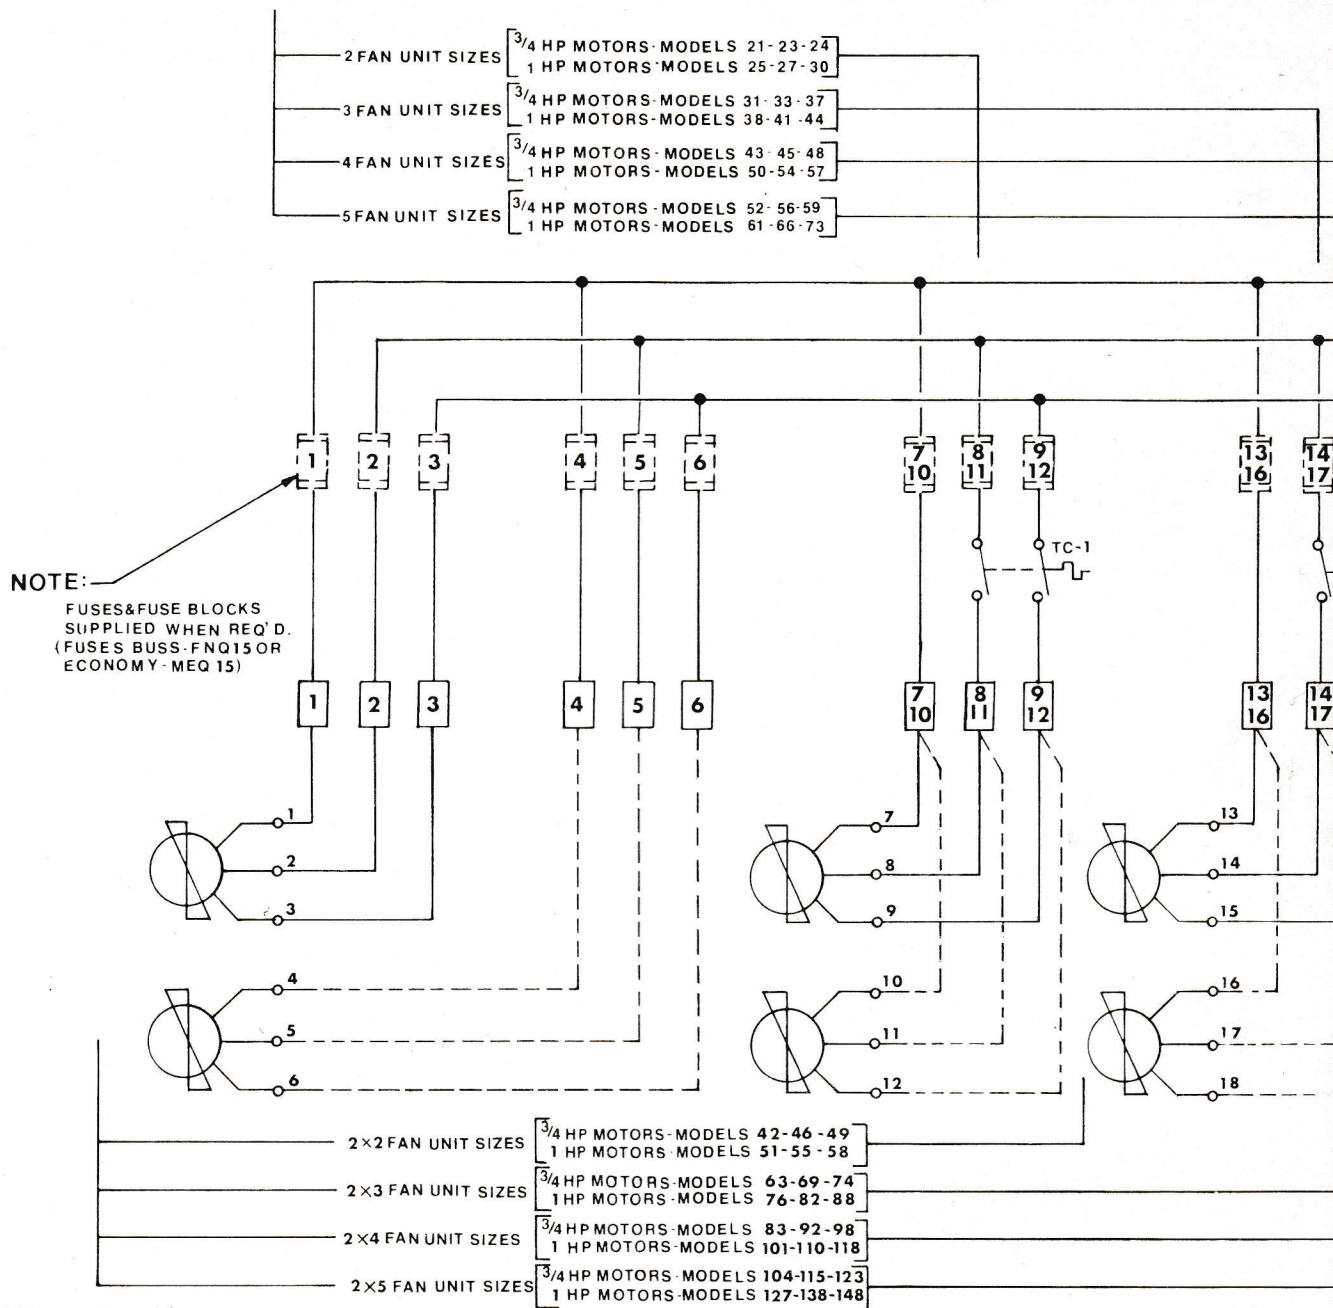 2 FAN UNIT SIZES
3/4 HP MOTORS-MODELS 21-23-24
1 HP MOTORS-MODELS 25-27-30
3 FAN UNIT SIZES
3/4 HP MOTORS-MODELS 31-33-37
1 HP MOTORS-MODELS 38-41-44
4 FAN UNIT SIZES
3/4 HP MOTORS-MODELS 43-45-48
1 HP MOTORS-MODELS 50-54-57
5 FAN UNIT SIZES
3/4 HP MOTORS-MODELS 52-56-59
1 HP MOTORS-MODELS 61-66-73
1 2 3 4 5 6 7 8 9 13 14
10 11 12 16 17
TC-1
NOTE:
FUSES&FUSE BLOCKS
SUPPLIED WHEN REQ'D.
(FUSES BUSS-FNQ15 OR
ECONOMY-MEQ 15)
1 2 3 4 5 6 7 8 9 13 14
10 11 12 16 17
1 7 13
2 8 14
3 9 15
4 10 16
5 11 17
6 12 18
2×2 FAN UNIT SIZES
3/4 HP MOTORS-MODELS 42-46-49
1 HP MOTORS-MODELS 51-55-58
2×3 FAN UNIT SIZES
3/4 HP MOTORS-MODELS 63-69-74
1 HP MOTORS-MODELS 76-82-88
2×4 FAN UNIT SIZES
3/4 HP MOTORS-MODELS 83-92-98
1 HP MOTORS-MODELS 101-110-118
2×5 FAN UNIT SIZES
3/4 HP MOTORS-MODELS 104-115-123
1 HP MOTORS-MODELS 127-138-148